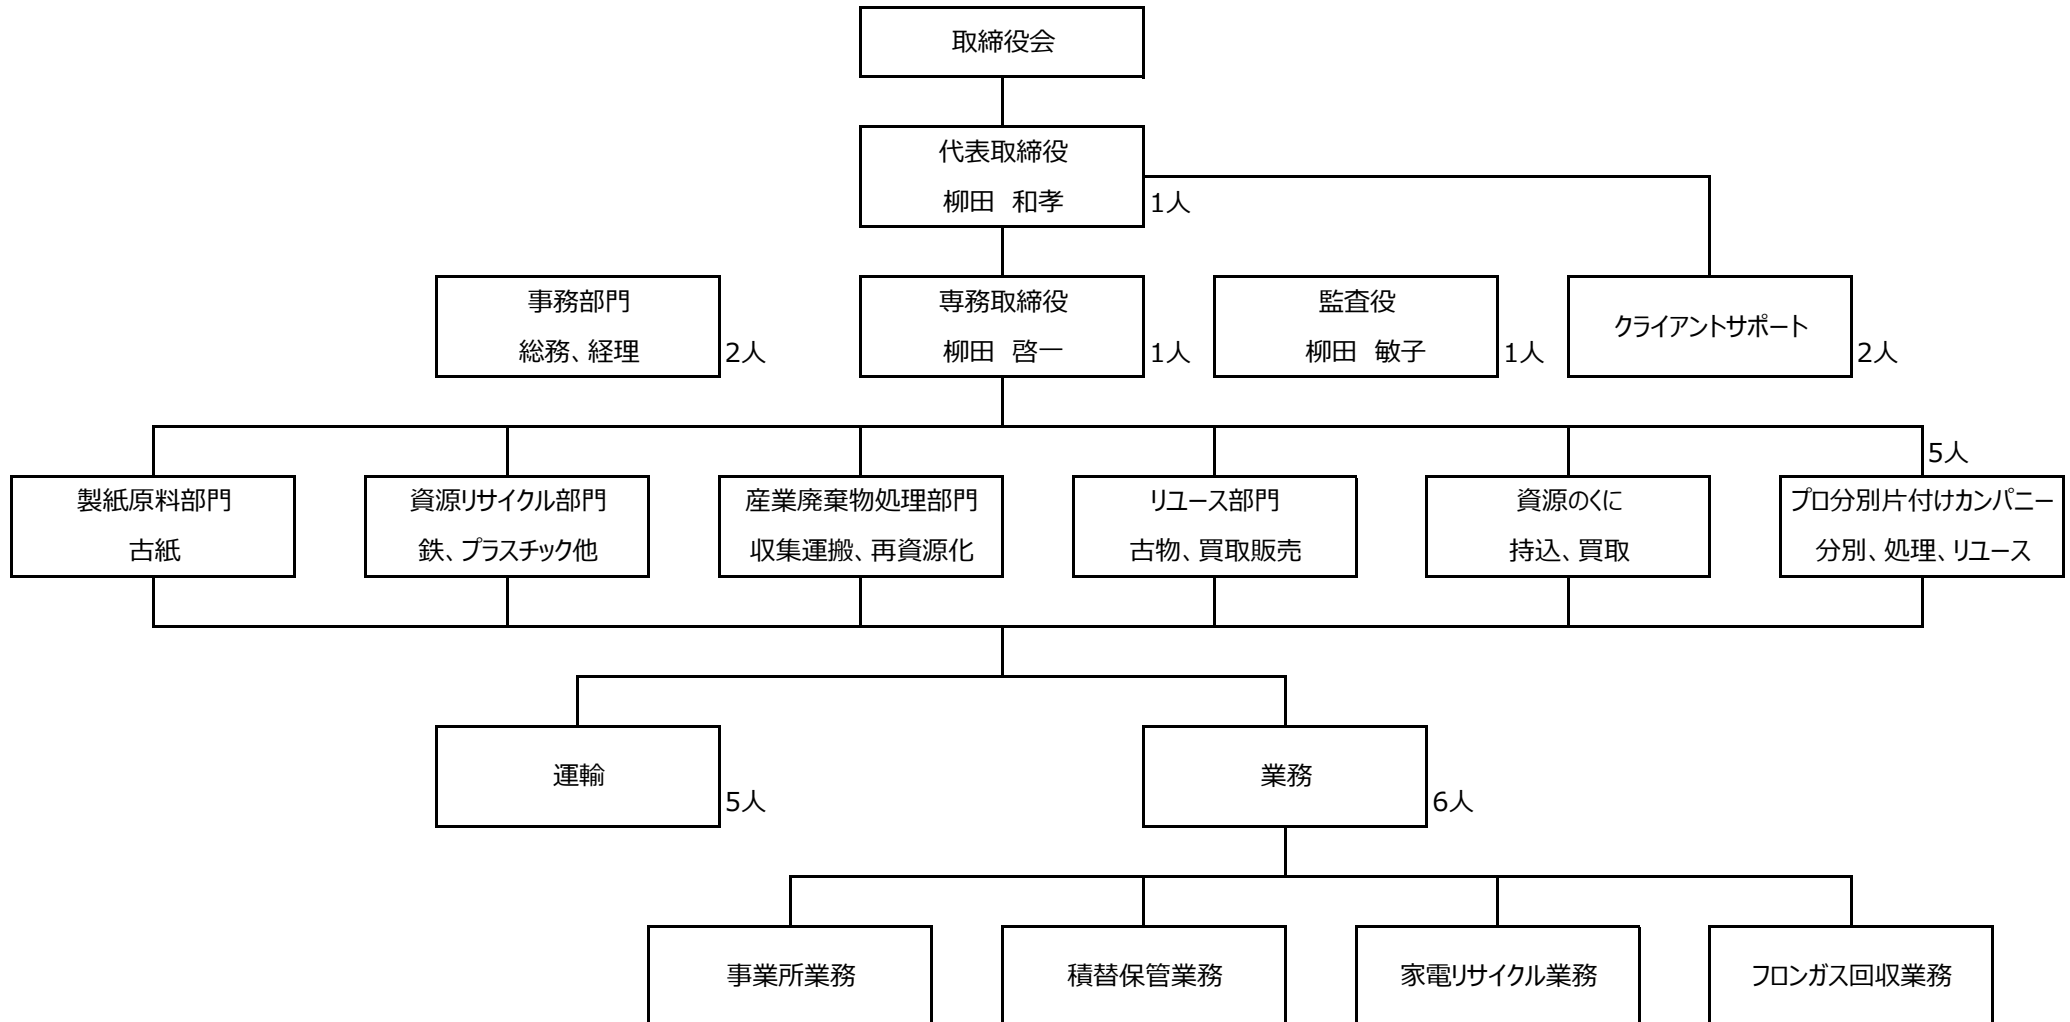 取締役会
代表取締役
柳田　和孝
1人
事務部門
総務、経理
2人
専務取締役
柳田　啓一
1人
監査役
柳田　敏子
1人
クライアントサポート
2人
5人
製紙原料部門
古紙
資源リサイクル部門
鉄、プラスチック他
産業廃棄物処理部門
収集運搬、再資源化
リユース部門
古物、買取販売
資源のくに
持込、買取
プロ分別片付けカンパニー
分別、処理、リユース
運輸
5人
業務
6人
事業所業務
積替保管業務
家電リサイクル業務
フロンガス回収業務